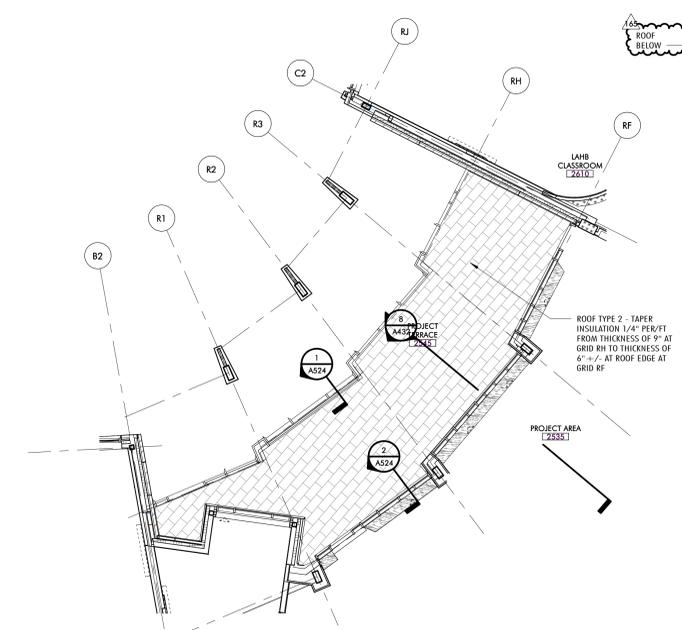 165
ROOF
BELOW
RJ
C2
RH
R3
RF
LAHB
CLASSROOM
2610
R2
R1
B2
8
A432
PROJECT
TERRACE
2545
ROOF TYPE 2 - TAPER
INSULATION 1/4" PER/FT
FROM THICKNESS OF 9" AT
GRID RH TO THICKNESS OF
6" +/- AT ROOF EDGE AT
GRID RF
1
A524
PROJECT AREA
2535
2
A524